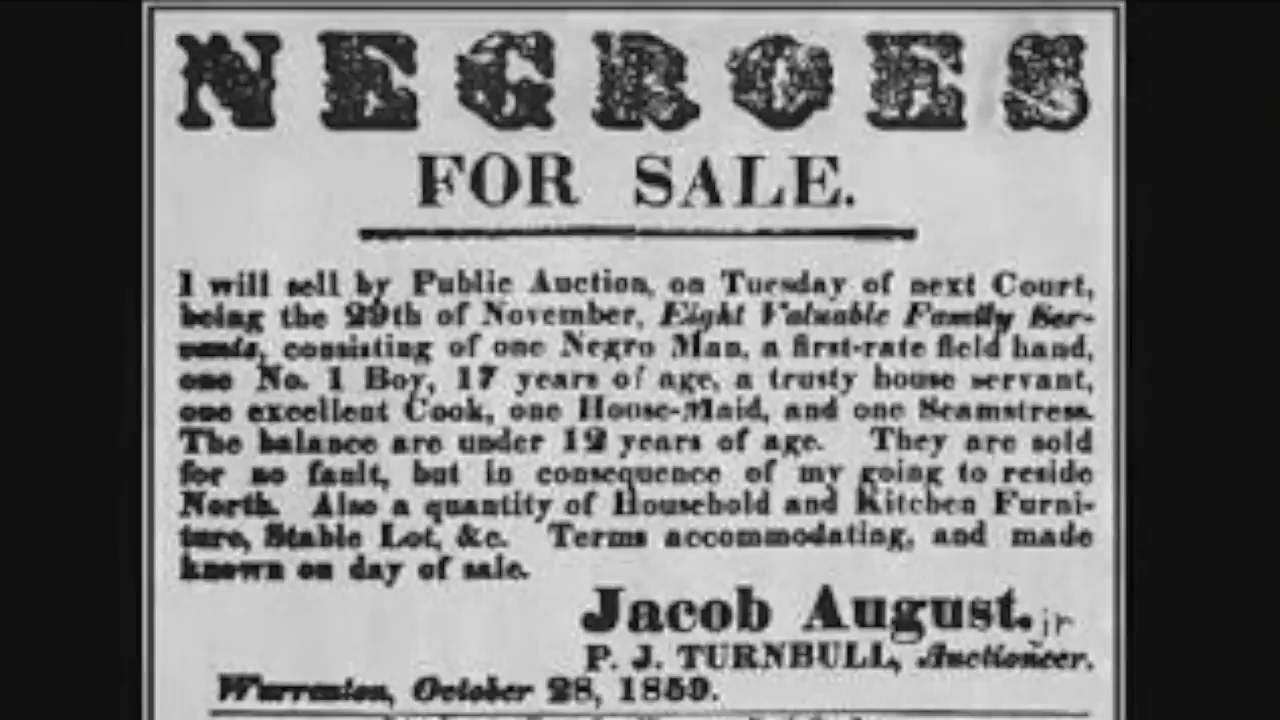 NEGROES
FOR SALE.
I will sell by Public Auction, on Tuesday of next Court,
being the 29th of November, Eight Valuable Family Ser-
vants, consisting of one Negro Man, a first-rate field hand,
one No. 1 Boy, 17 years of age, a trusty house servant,
one excellent Cook, one House-Maid, and one Seamstress.
The balance are under 12 years of age. They are sold
for no fault, but in consequence of my going to reside
North. Also a quantity of Household and Kitchen Furni-
ture, Stable Lot, &c. Terms accommodating, and made
known on day of sale.
Jacob August. jr
P. J. TURNBULL, Auctioneer.
Warrenton, October 28, 1859.